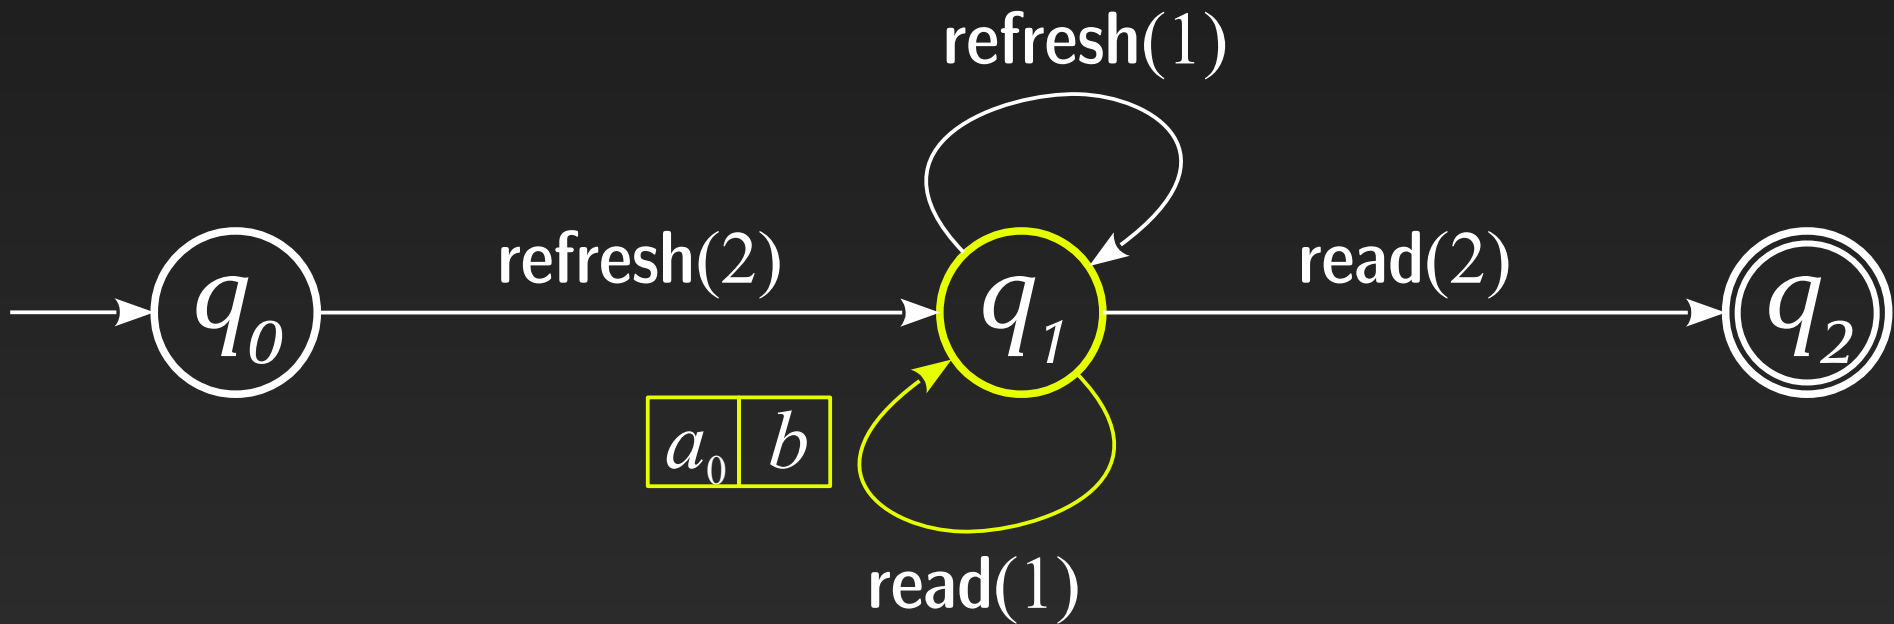 refresh(1)
refresh(2)
read(2)
q0
q1
q2
a0 b
read(1)